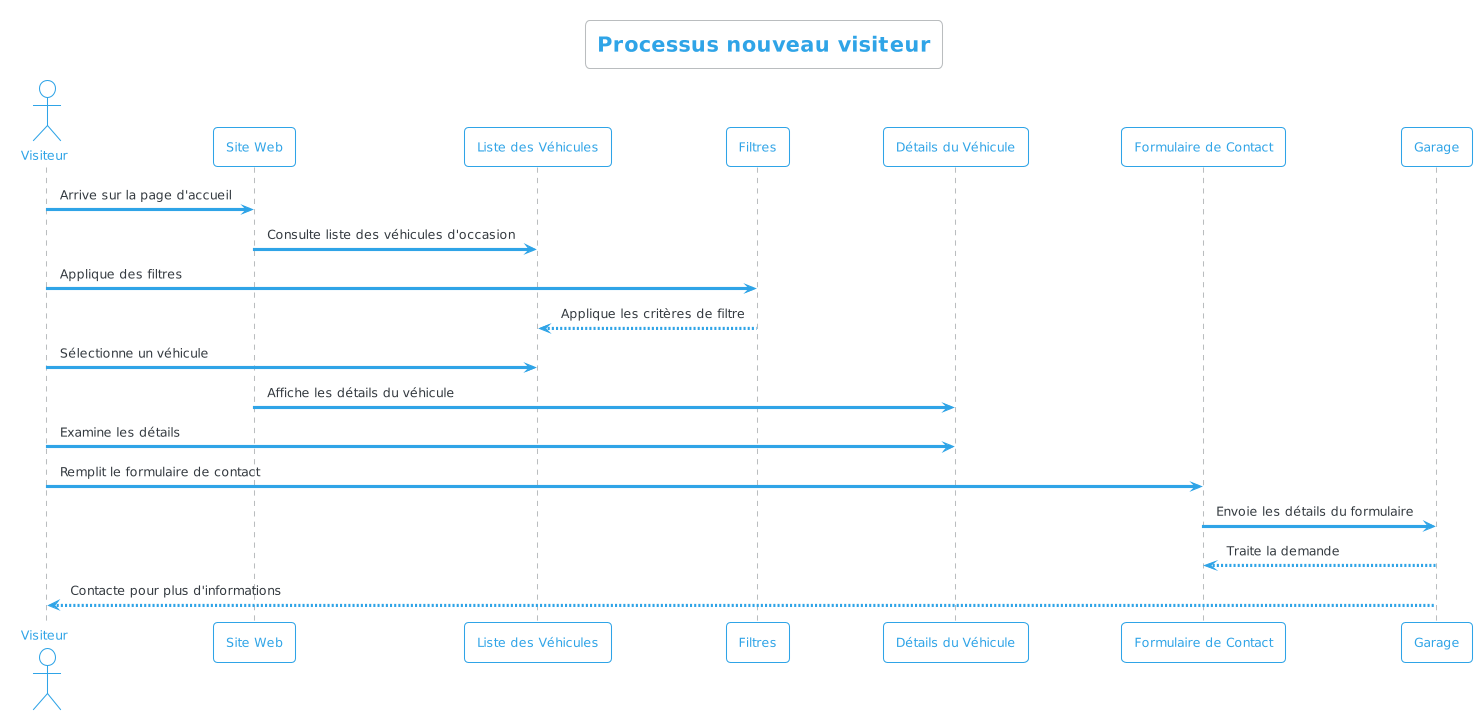 Processus nouveau visiteur
Visiteur
Site Web
Liste des Véhicules
Filtres
Détails du Véhicule
Formulaire de Contact
Garage
Arrive sur la page d'accueil
Consulte liste des véhicules d'occasion
Applique des filtres
Applique les critères de filtre
Sélectionne un véhicule
Affiche les détails du véhicule
Examine les détails
Remplit le formulaire de contact
Envoie les détails du formulaire
Traite la demande
Contacte pour plus d'informations
Visiteur
Site Web
Liste des Véhicules
Filtres
Détails du Véhicule
Formulaire de Contact
Garage